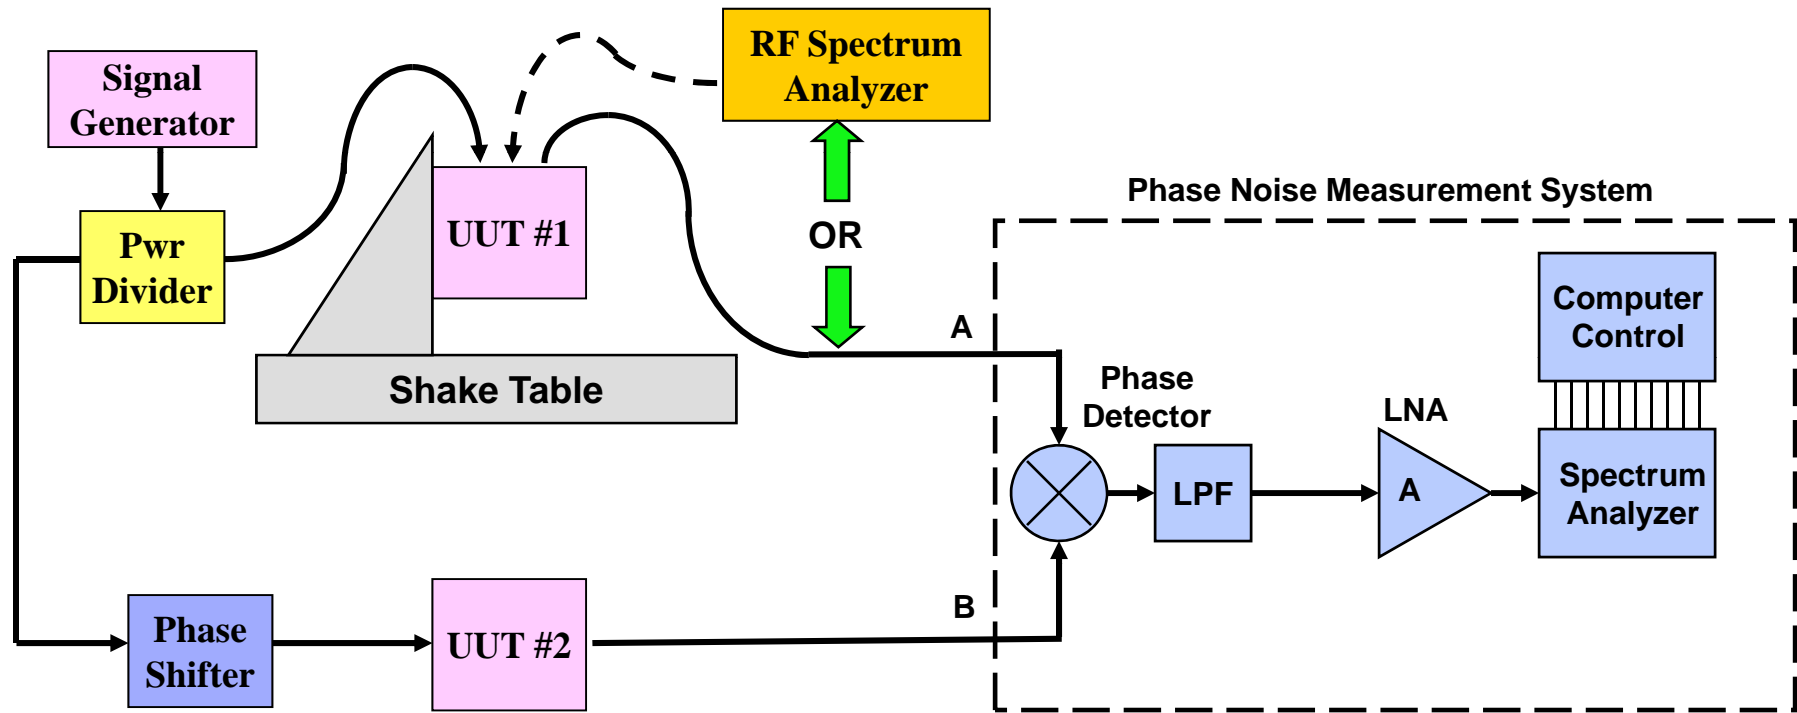 Signal
Generator
RF Spectrum
Analyzer
Pwr
Divider
UUT #1
OR
Phase Noise Measurement System
Shake Table
A
Computer
Control
Phase
Detector
LNA
LPF
A
Spectrum
Analyzer
B
Phase
Shifter
UUT #2